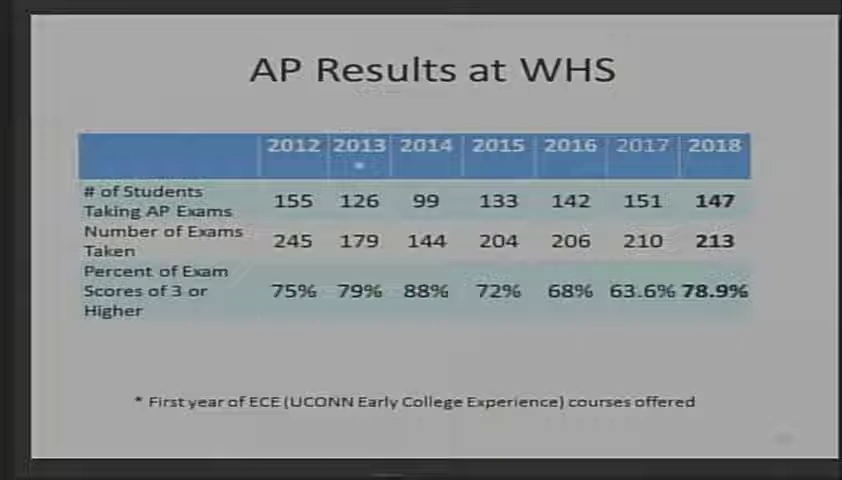 AP Results at WHS
2012 2013 2014 2015 2016 2017 2018
*
# of Students
Taking AP Exams 155 126 99 133 142 151 147
Number of Exams
Taken 245 179 144 204 206 210 213
Percent of Exam
Scores of 3 or 75% 79% 88% 72% 68% 63.6% 78.9%
Higher
* First year of ECE (UCONN Early College Experience) courses offered